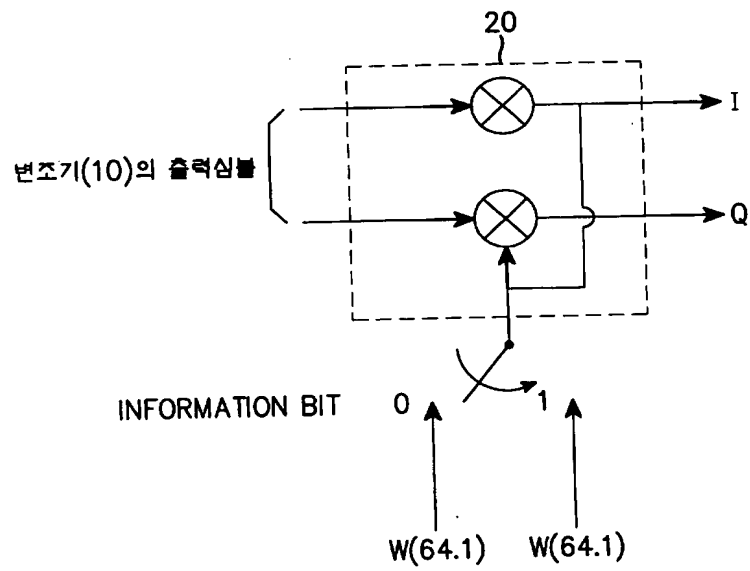 20
I
변조기(10)의 출력심볼
Q
INFORMATION BIT 0 1
W(64.1) W(64.1)